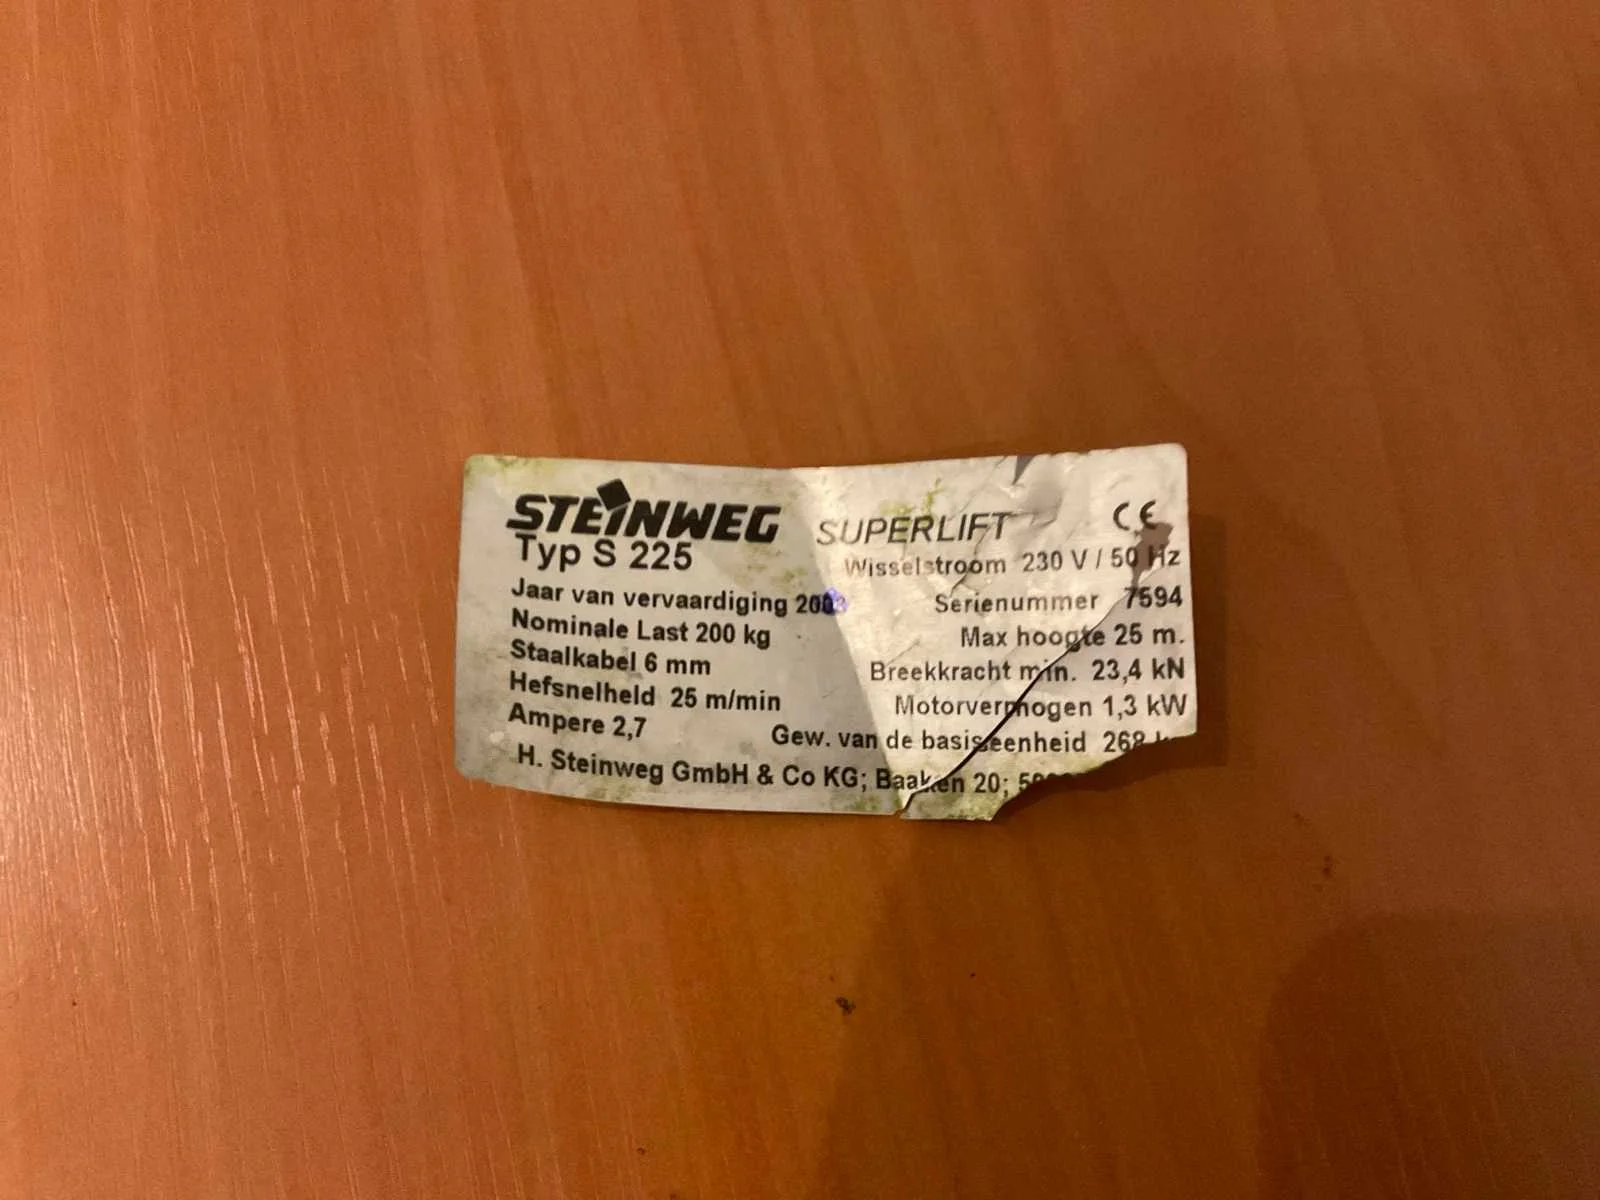 STEINWEG SUPERLIFT CE
Typ S 225
Wisselstroom 230 V / 50 Hz
Jaar van vervaardiging
Serienummer 7594
Nominale Last 200 kg
Max hoogte 25 m.
Staalkabel 6 mm
Breekkracht min. 23,4 kN
Hefsnelheld 25 m/min
Motorvermogen 1,3 kW
Ampere 2,7
Gew. van de basiseenheid 268
H. Steinweg GmbH & Co KG; Baaken 20;